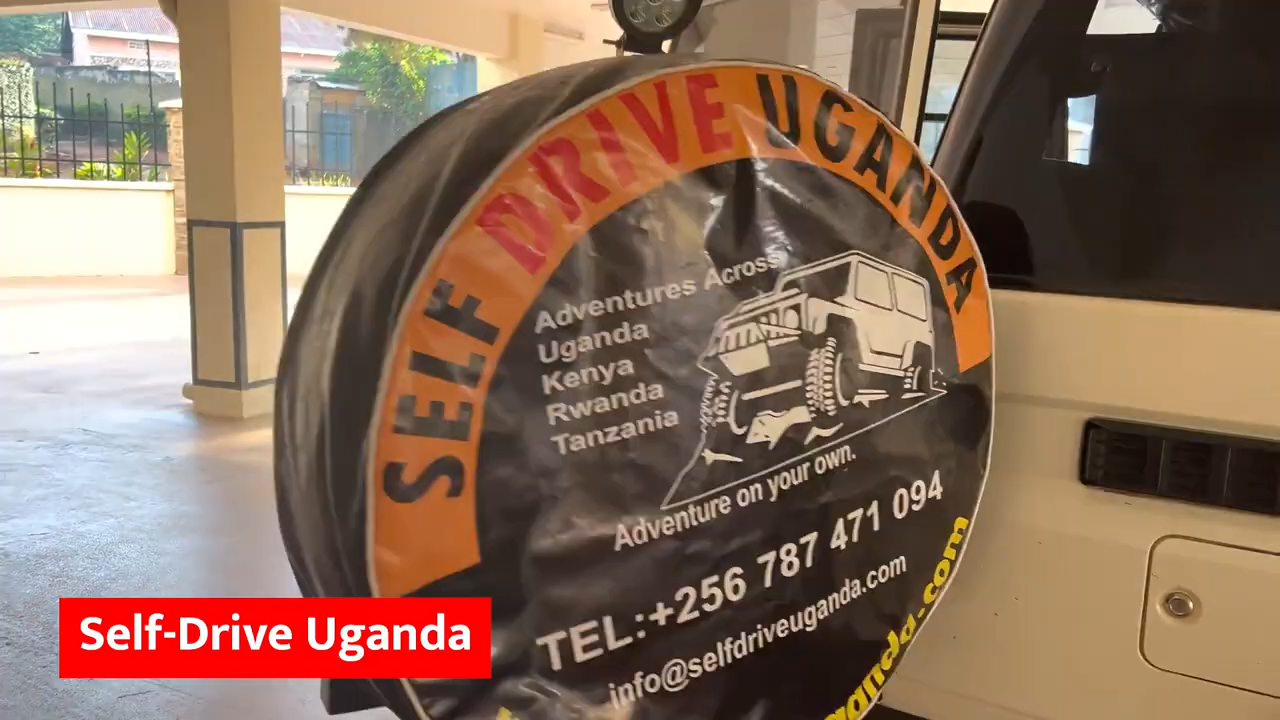 SELF DRIVE UGANDA
Adventures Across
Uganda
Kenya
Rwanda
Tanzania
Adventure on your own.
TEL:+256 787 471 094
info@selfdriveuganda.com
Self-Drive Uganda